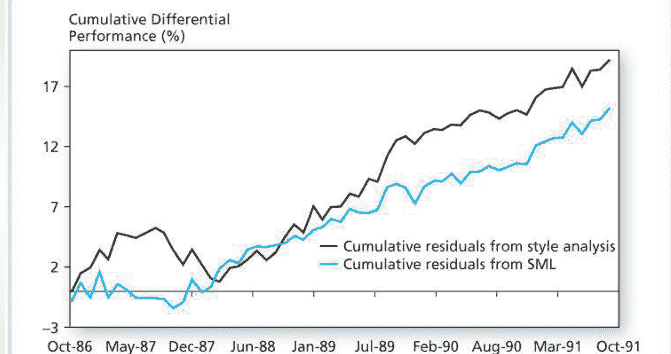 Cumulative Differential
Performance (%)
17
12
7
2
−3
Cumulative residuals from style analysis
Cumulative residuals from SML
Oct-86 May-87 Dec-87 Jun-88 Jan-89 Jul-89 Feb-90 Aug-90 Mar-91 Oct-91